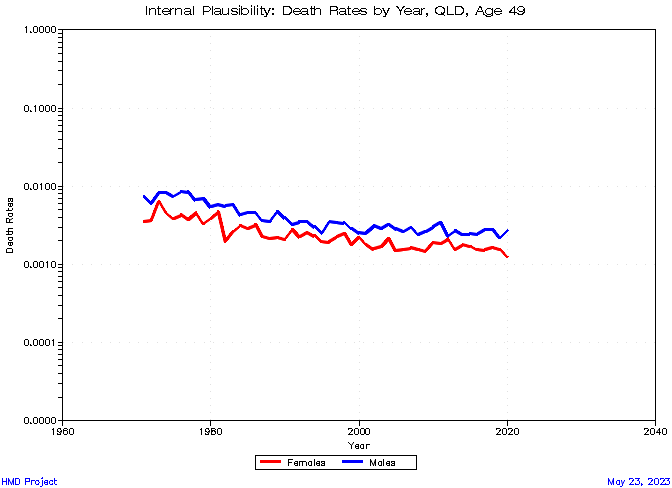 Internal Plausibility: Death Rates by Year, QLD, Age 49
1.0000
0.1000
0.0100
0.0010
0.0001
0.0000
Death Rates
1960
1980
2000
2020
2040
Year
Females
Males
HMD Project
May 23, 2023